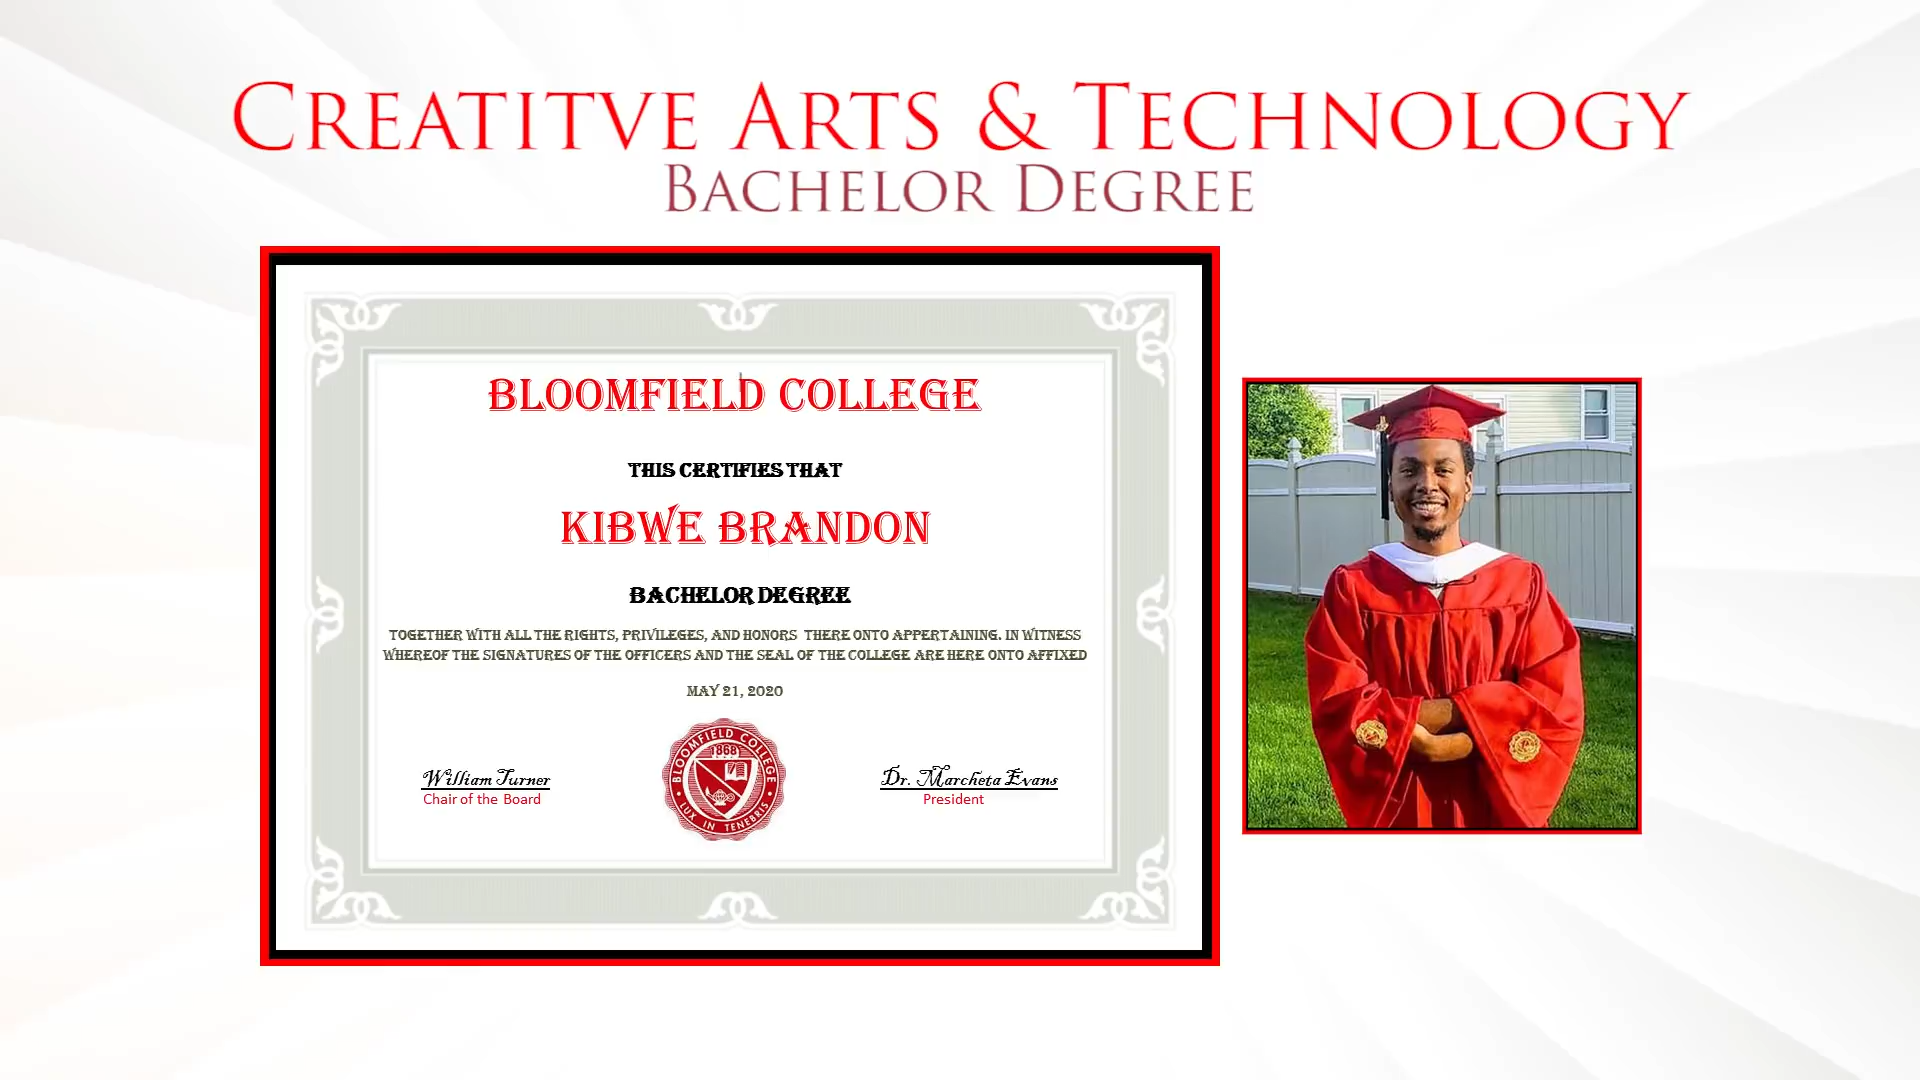 CREATITVE ARTS & TECHNOLOGY
BACHELOR DEGREE
BLOOMFIELD COLLEGE
THIS CERTIFIES THAT
KIBWE BRANDON
BACHELOR DEGREE
TOGETHER WITH ALL THE RIGHTS, PRIVILEGES, AND HONORS THERE ONTO APPERTAINING. IN WITNESS
WHEREOF THE SIGNATURES OF THE OFFICERS AND THE SEAL OF THE COLLEGE ARE HERE ONTO AFFIXED
MAY 21, 2020
BLOOMFIELD COLLEGE
1868
LUX IN TENEBRIS
William Turner
Chair of the Board
Dr. Marcheta Evans
President